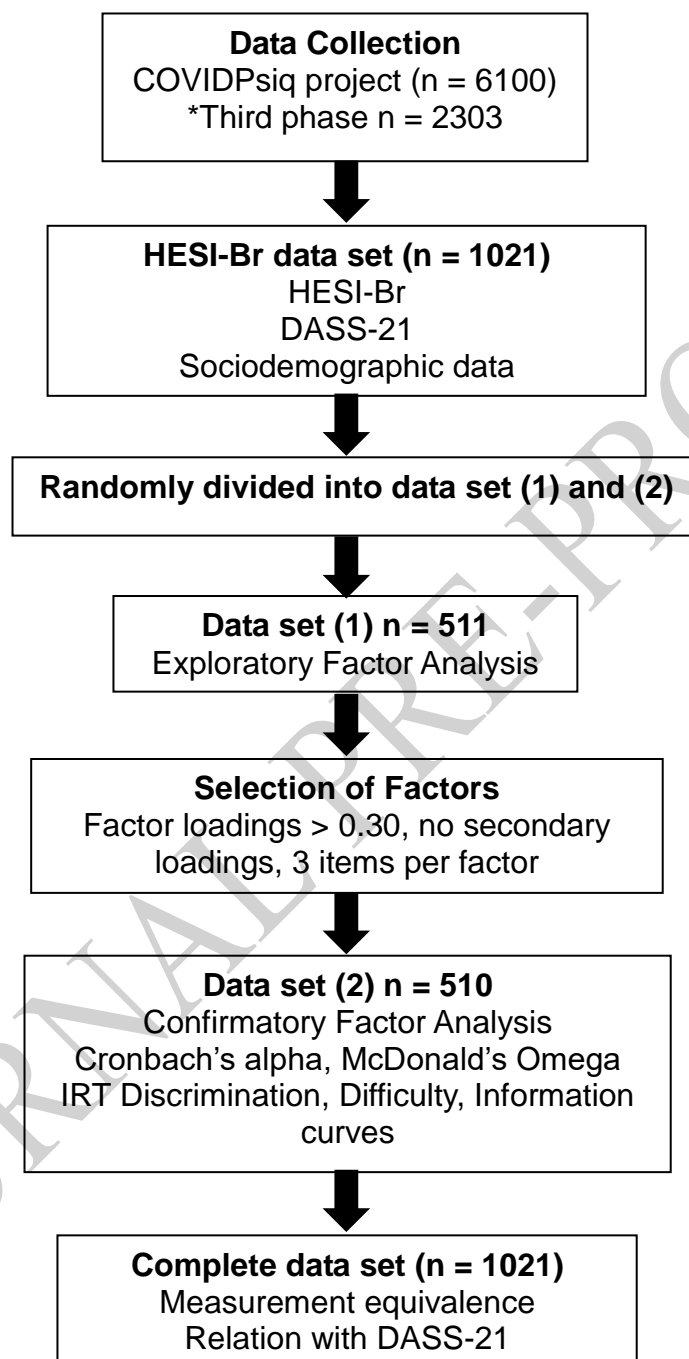 Data Collection
COVIDPsiq project (n = 6100)
*Third phase n = 2303
HESI-Br data set (n = 1021)
HESI-Br
DASS-21
Sociodemographic data
Randomly divided into data set (1) and (2)
Data set (1) n = 511
Exploratory Factor Analysis
Selection of Factors
Factor loadings > 0.30, no secondary
loadings, 3 items per factor
Data set (2) n = 510
Confirmatory Factor Analysis
Cronbach’s alpha, McDonald’s Omega
IRT Discrimination, Difficulty, Information
curves
Complete data set (n = 1021)
Measurement equivalence
Relation with DASS-21